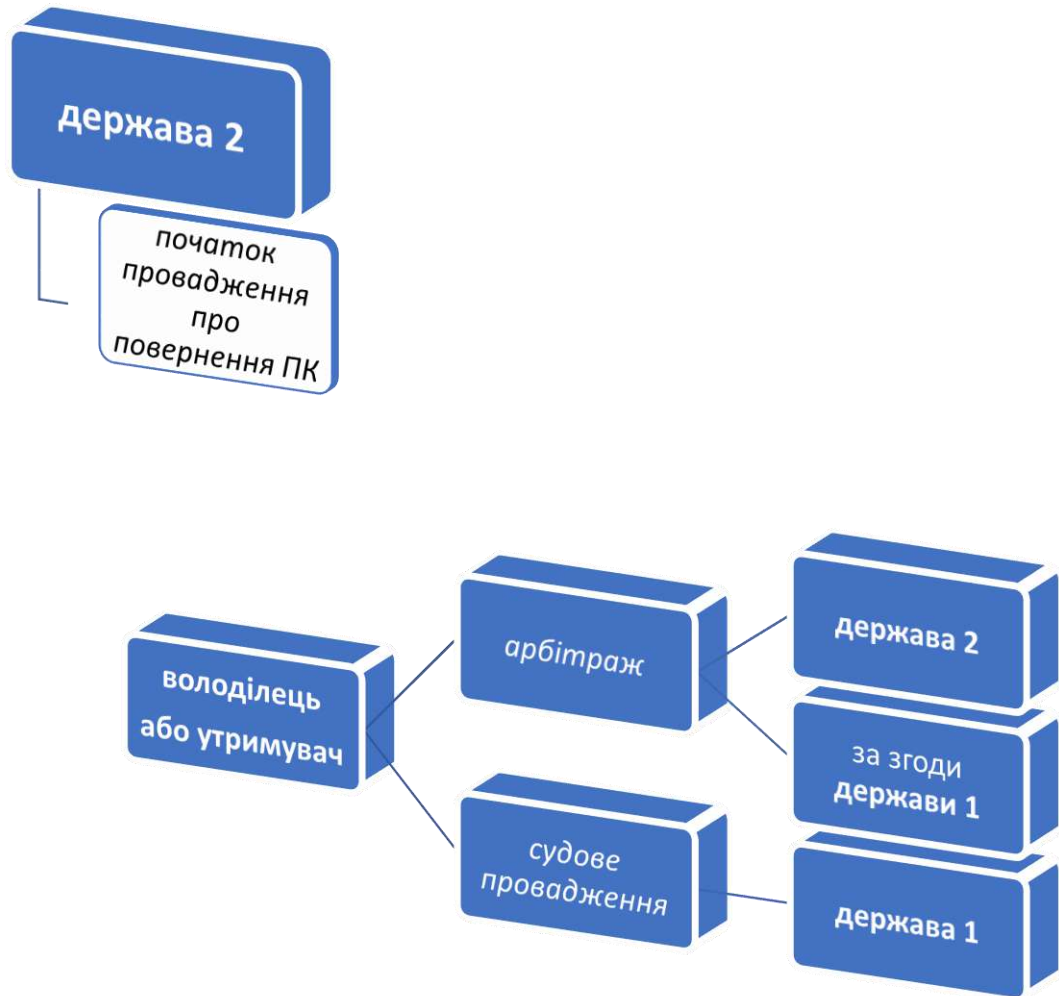 держава 2
початок
провадження
про
повернення ПК
володілець
або утримувач
арбітраж
держава 2
за згоди
держави 1
судове
провадження
держава 1